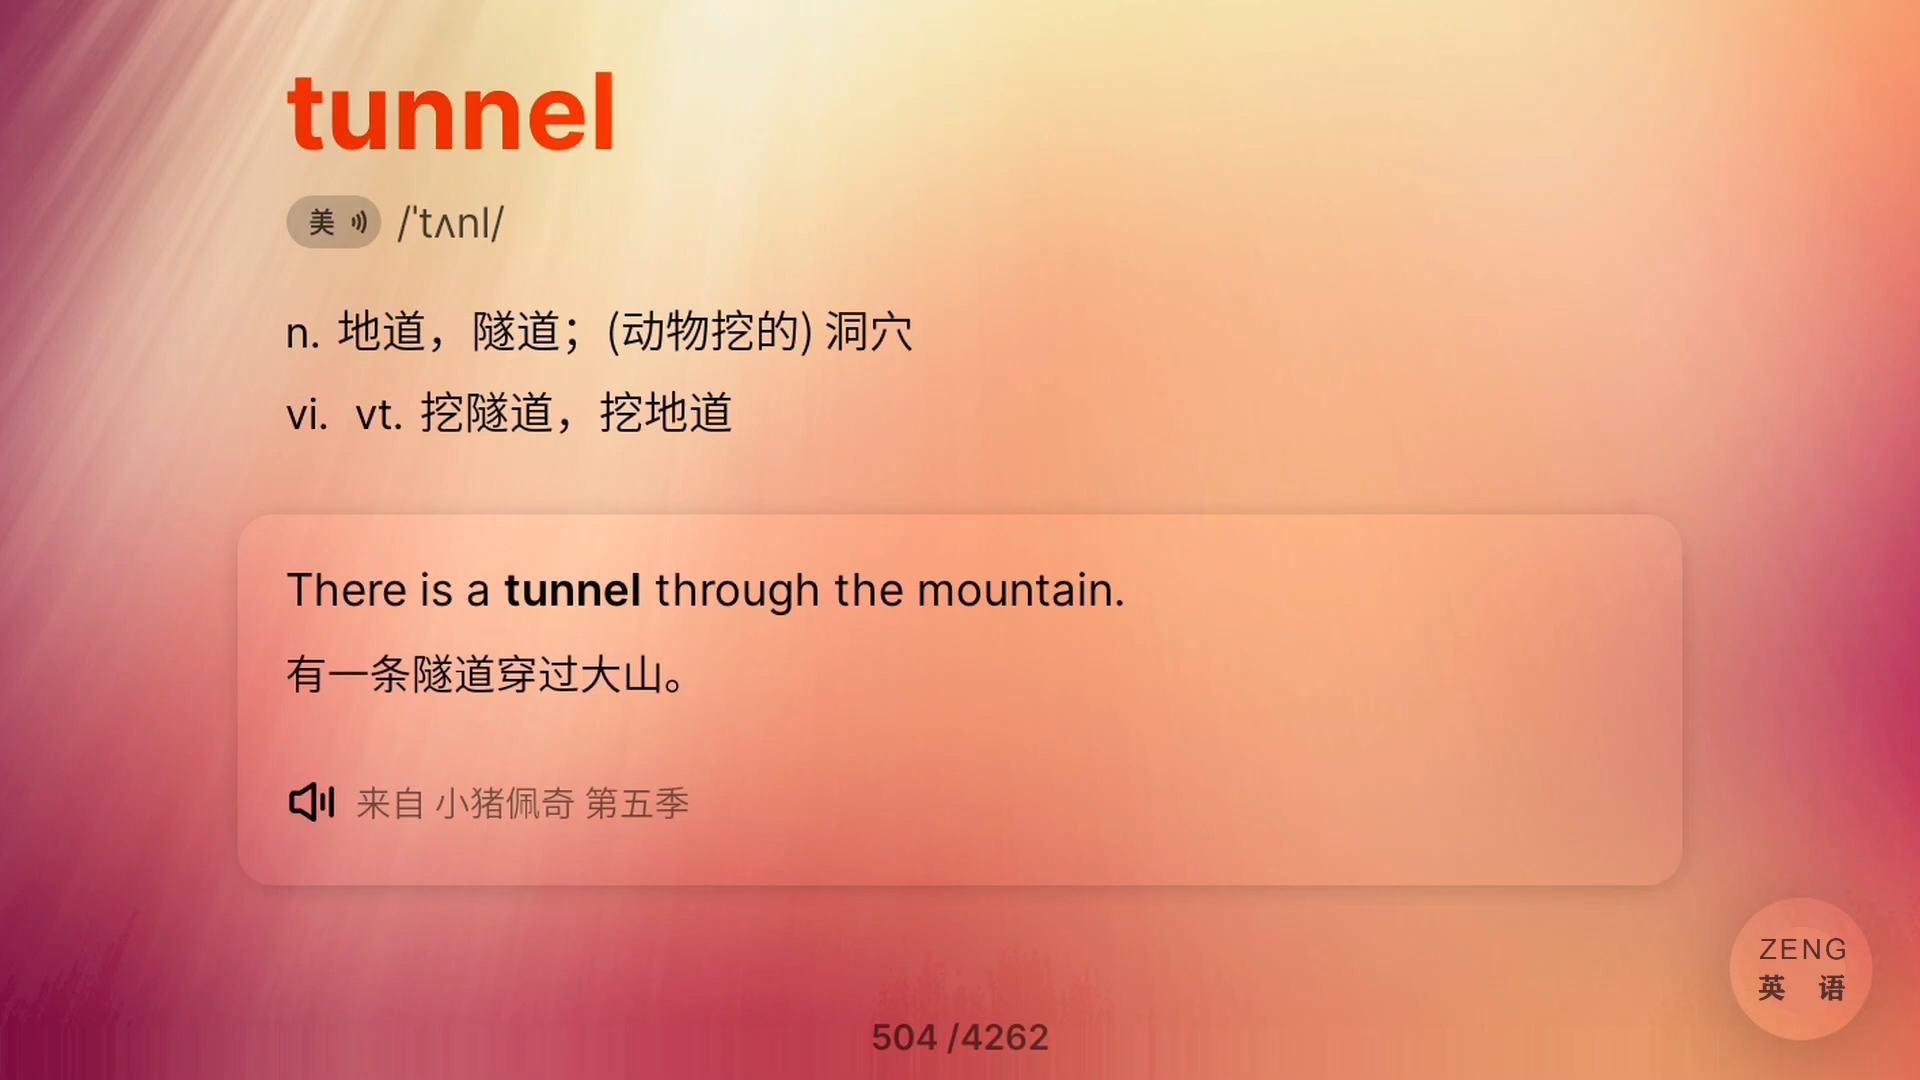 tunnel
美 /ˈtʌnl/
n. 地道，隧道；(动物挖的) 洞穴
vi. vt. 挖隧道，挖地道
There is a tunnel through the mountain.
有一条隧道穿过大山。
来自 小猪佩奇 第五季
ZENG
英 语
504 /4262